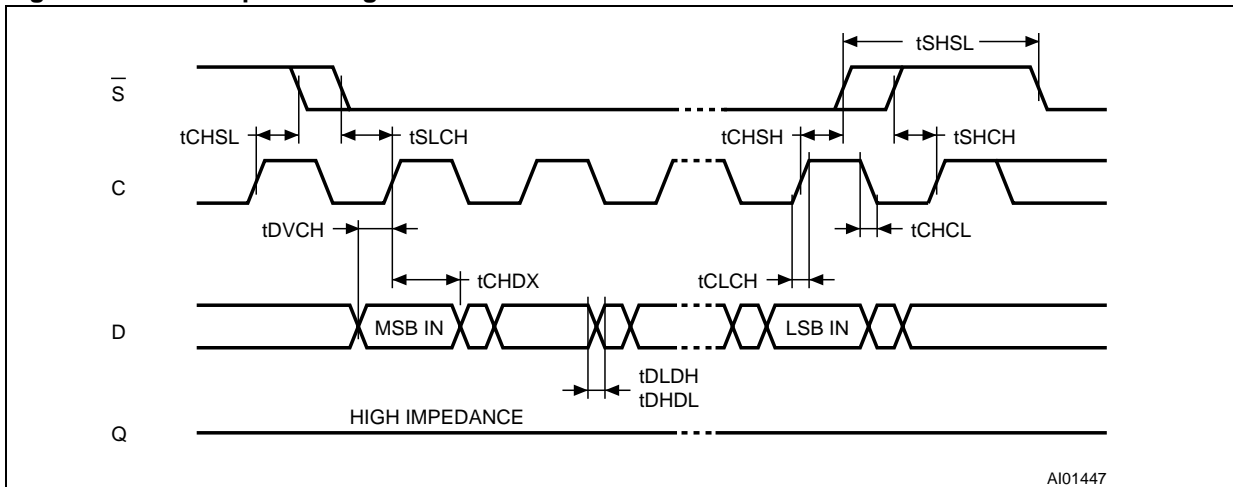 tSHSL
S
tCHSL
tSLCH
tCHSH
tSHCH
C
tDVCH
tCHCL
tCHDX
tCLCH
D
MSB IN
LSB IN
tDLDH
tDHDL
HIGH IMPEDANCE
Q
AI01447